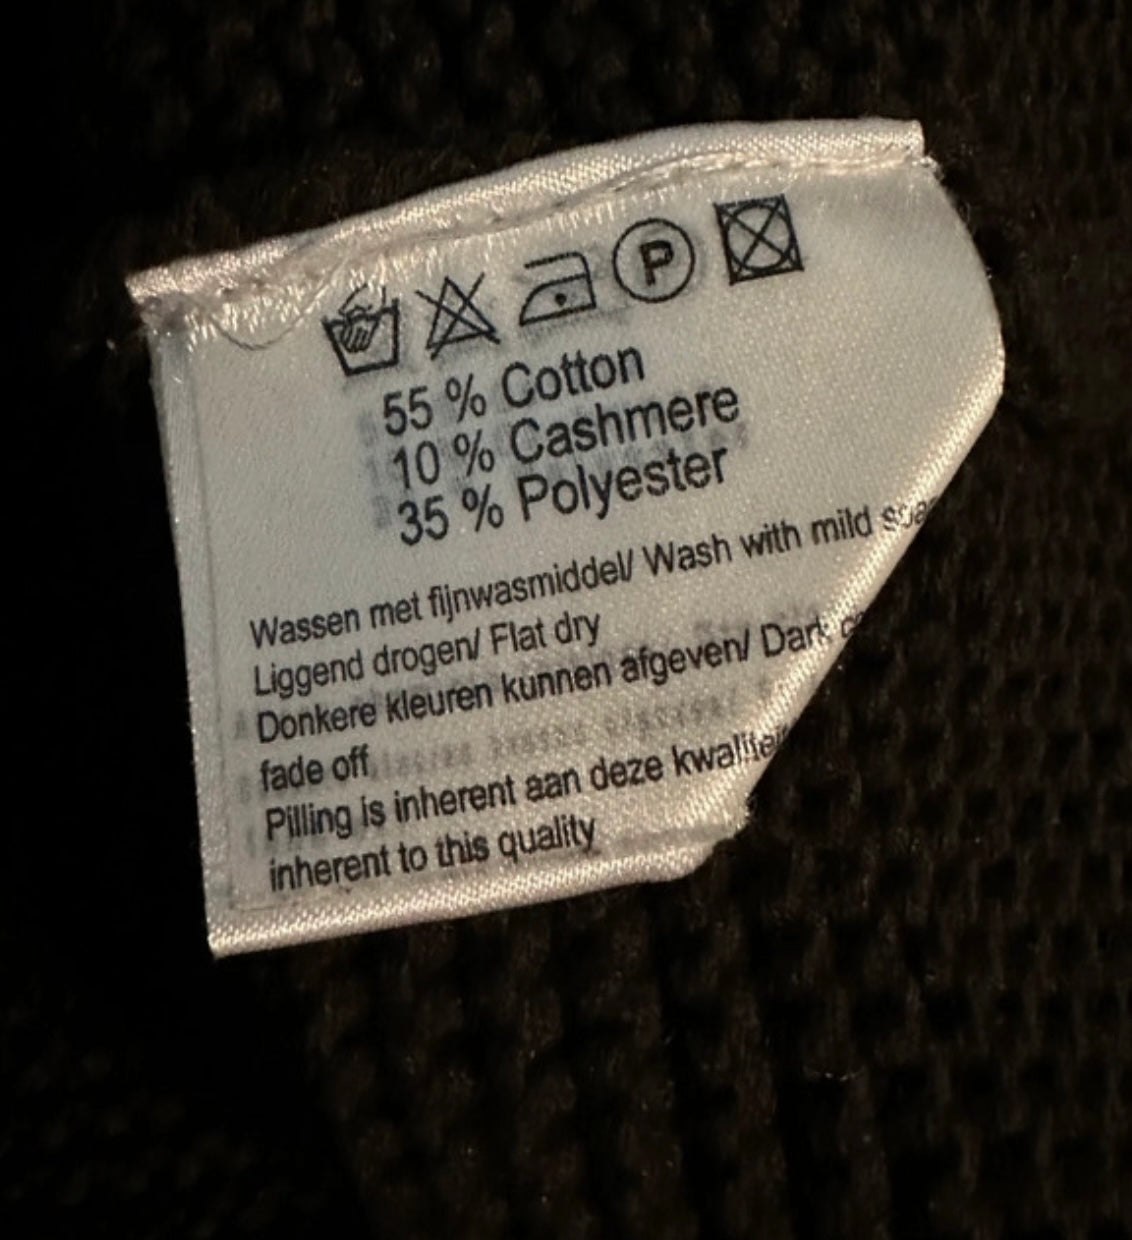 P
55 % Cotton
10 % Cashmere
35 % Polyester
Wassen met fijnwasmiddel/ Wash with mild
Liggend drogen/ Flat dry
Donkere kleuren kunnen afgeven/ Dark
fade off
Pilling is inherent aan deze kwaliteit
inherent to this quality